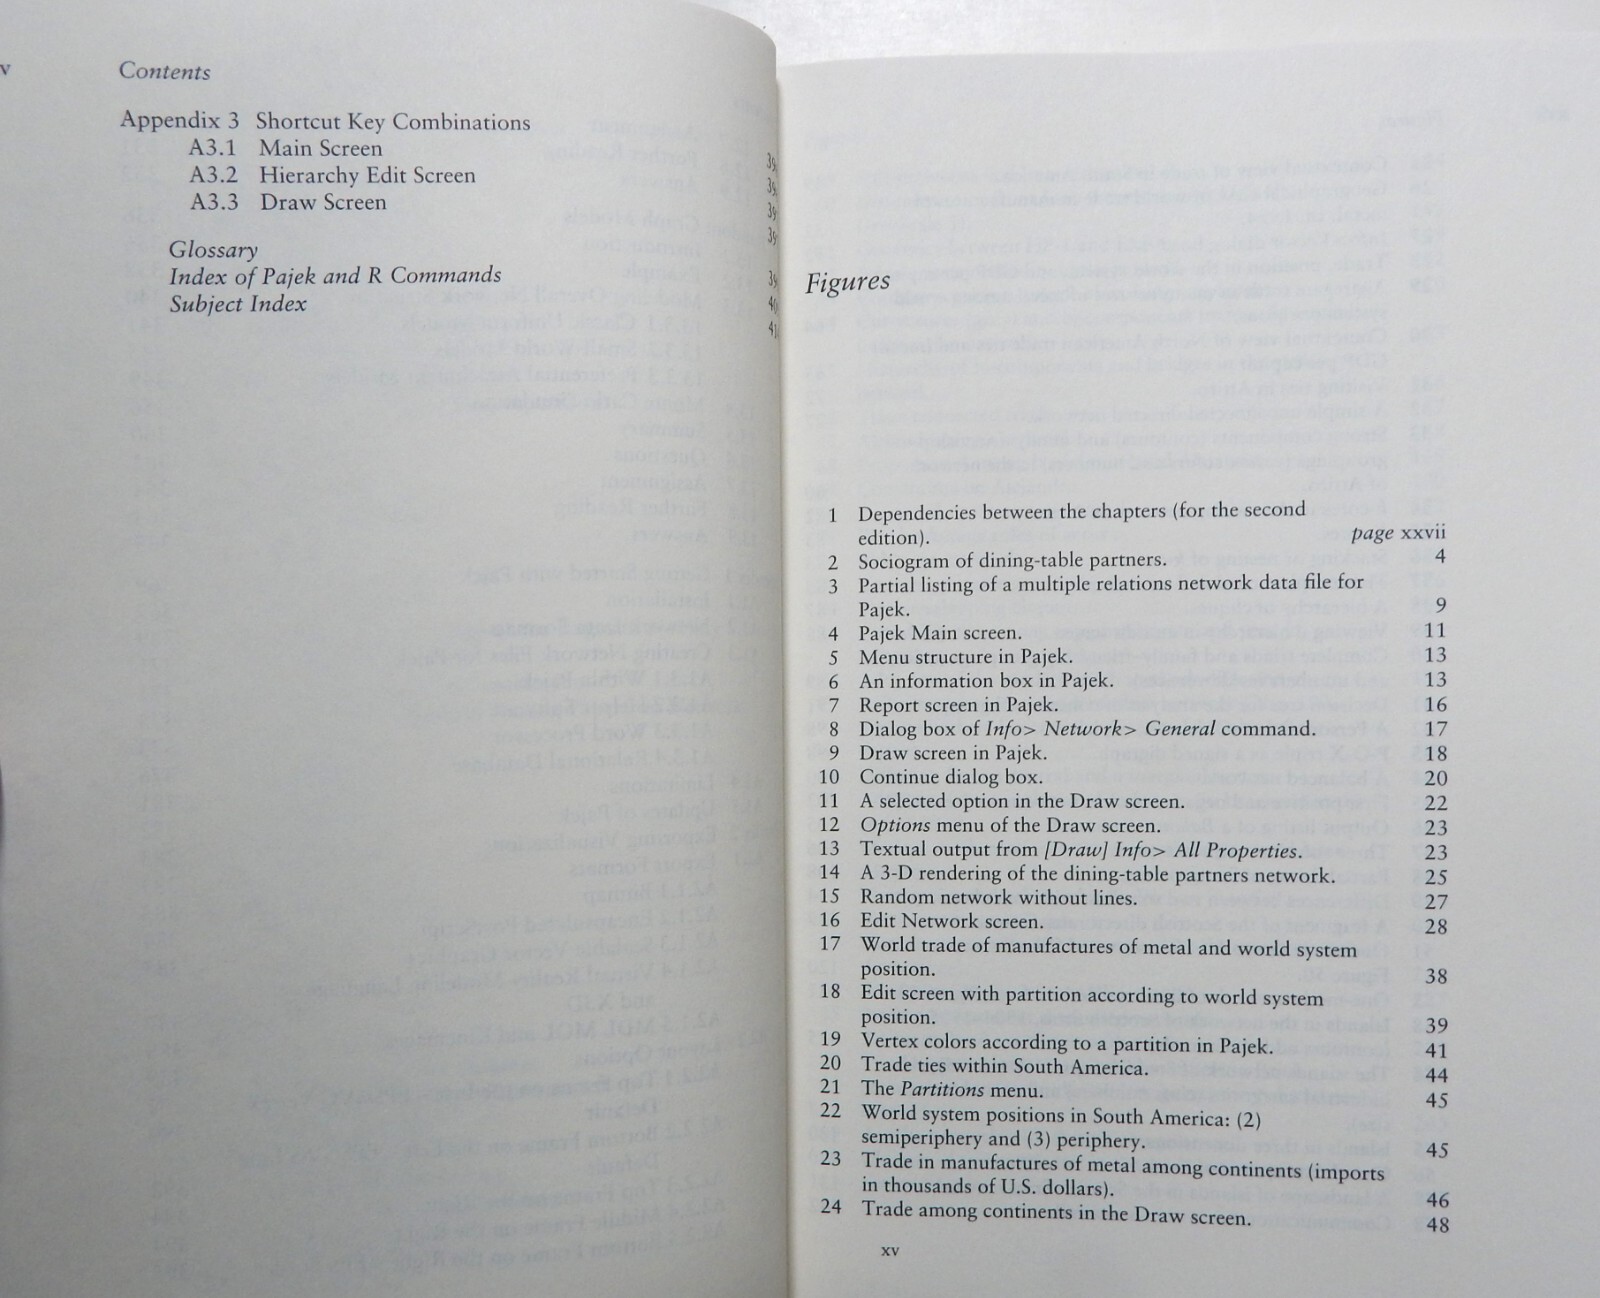 v
Contents
Appendix 3 Shortcut Key Combinations
A3.1 Main Screen
A3.2 Hierarchy Edit Screen
A3.3 Draw Screen
Glossary
Index of Pajek and R Commands
Subject Index
Figures
1 Dependencies between the chapters (for the second
edition). page xxvii
2 Sociogram of dining-table partners. 4
3 Partial listing of a multiple relations network data file for
Pajek. 9
4 Pajek Main screen. 11
5 Menu structure in Pajek. 13
6 An information box in Pajek. 13
7 Report screen in Pajek. 16
8 Dialog box of Info> Network> General command. 17
9 Draw screen in Pajek. 18
10 Continue dialog box. 20
11 A selected option in the Draw screen. 22
12 Options menu of the Draw screen. 23
13 Textual output from [Draw] Info> All Properties. 23
14 A 3-D rendering of the dining-table partners network. 25
15 Random network without lines. 27
16 Edit Network screen. 28
17 World trade of manufactures of metal and world system
position. 38
18 Edit screen with partition according to world system
position. 39
19 Vertex colors according to a partition in Pajek. 41
20 Trade ties within South America. 44
21 The Partitions menu. 45
22 World system positions in South America: (2)
semiperiphery and (3) periphery. 45
23 Trade in manufactures of metal among continents (imports
in thousands of U.S. dollars). 46
24 Trade among continents in the Draw screen. 48
xv